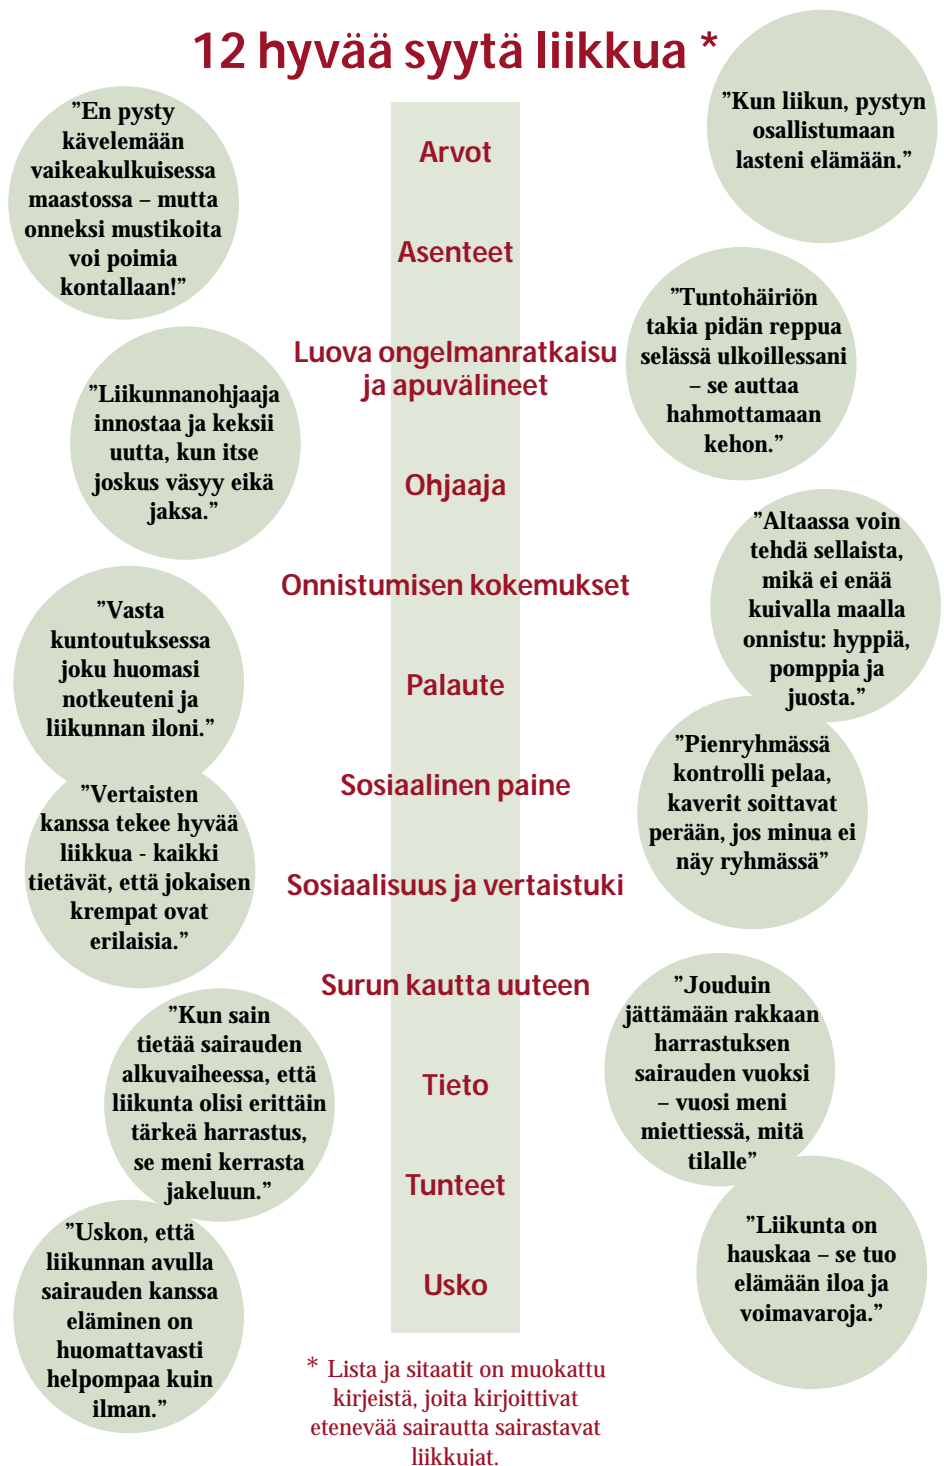 12 hyvää syytä liikkua *
”En pysty
kävelemään
vaikeakulkuisessa
maastossa – mutta
onneksi mustikoita
voi poimia
kontallaan!”
”Kun liikun, pystyn
osallistumaan
lasteni elämään.”
Arvot
Asenteet
”Tuntohäiriön
takia pidän reppua
selässä ulkoillessani
– se auttaa
hahmottamaan
kehon.”
Luova ongelmanratkaisu
ja apuvälineet
”Liikunnanohjaaja
innostaa ja keksii
uutta, kun itse
joskus väsyy eikä
jaksa.”
Ohjaaja
”Altaassa voin
tehdä sellaista,
mikä ei enää
kuivalla maalla
onnistu: hyppiä,
pomppia ja
juosta.”
Onnistumisen kokemukset
”Vasta
kuntoutuksessa
joku huomasi
notkeuteni ja
liikunnan iloni.”
Palaute
”Pienryhmässä
kontrolli pelaa,
kaverit soittavat
perään, jos minua ei
näy ryhmässä”
Sosiaalinen paine
”Vertaisten
kanssa tekee hyvää
liikkua - kaikki
tietävät, että jokaisen
krempat ovat
erilaisia.”
Sosiaalisuus ja vertaistuki
Surun kautta uuteen
”Jouduin
jättämään rakkaan
harrastuksen
sairauden vuoksi
– vuosi meni
miettiessä, mitä
tilalle”
”Kun sain
tietää sairauden
alkuvaiheessa, että
liikunta olisi erittäin
tärkeä harrastus,
se meni kerrasta
jakeluun.”
Tieto
Tunteet
”Liikunta on
hauskaa – se tuo
elämään iloa ja
voimavaroja.”
”Uskon, että
liikunnan avulla
sairauden kanssa
eläminen on
huomattavasti
helpompaa kuin
ilman.”
Usko
* Lista ja sitaatit on muokattu
kirjeistä, joita kirjoittivat
etenevää sairautta sairastavat
liikkujat.